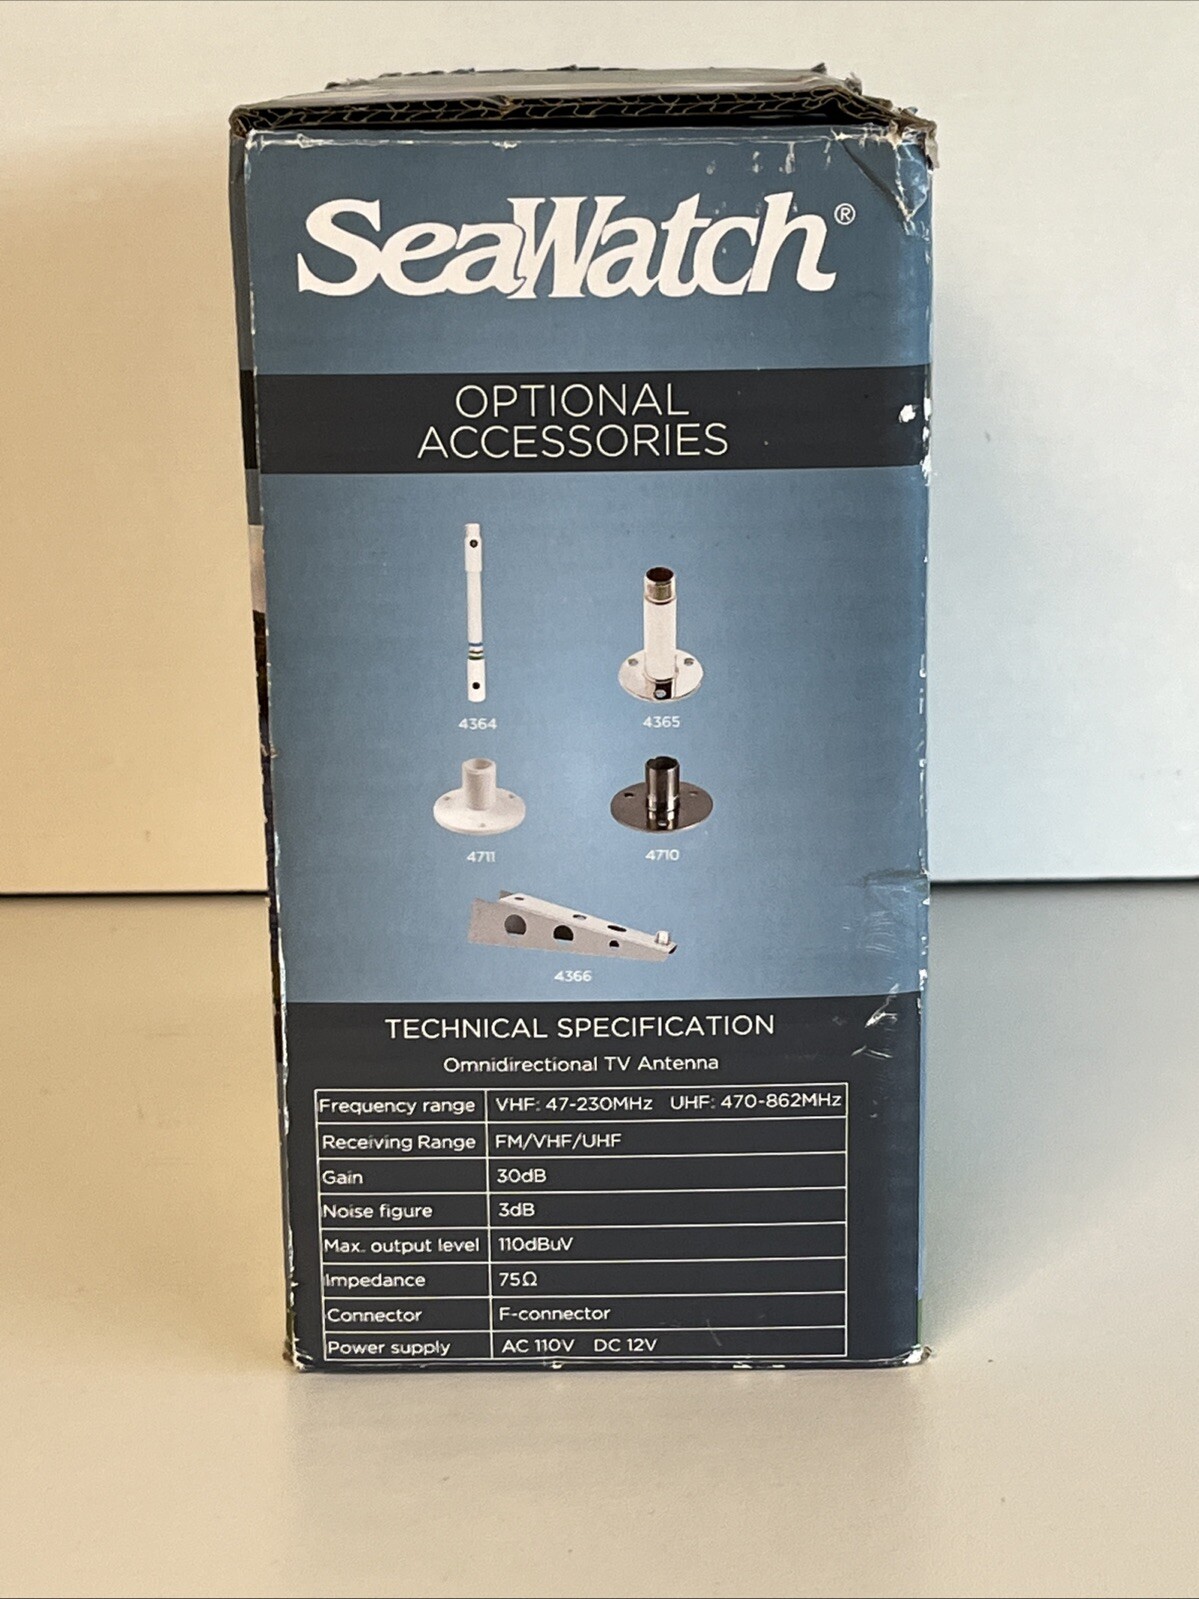 SeaWatch®
OPTIONAL
ACCESSORIES
4364
4365
4711
4710
4366
TECHNICAL SPECIFICATION
Omnidirectional TV Antenna
Frequency range VHF: 47-230MHz UHF: 470-862MHz
Receiving Range FM/VHF/UHF
Gain 30dB
Noise figure 3dB
Max. output level 110dBuV
Impedance 75Ω
Connector F-connector
Power supply AC 110V DC 12V